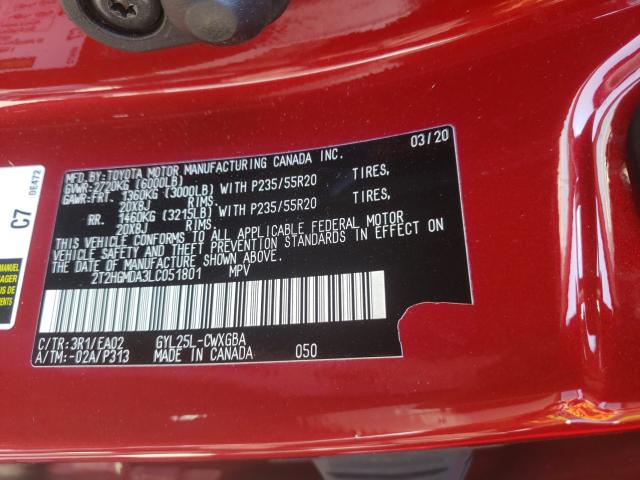 MFD.BY:TOYOTA MOTOR MANUFACTURING CANADA INC. 03/20
GVWR-2720KG (6000LB)
GAWR-FRT. 1360KG (3000LB) WITH P235/55R20 TIRES,
20X8J RIMS.
RR. 1460KG (3215LB) WITH P235/55R20 TIRES,
20X8J RIMS.
THIS VEHICLE CONFORMS TO ALL APPLICABLE FEDERAL MOTOR
VEHICLE SAFETY AND THEFT PREVENTION STANDARDS IN EFFECT ON
THE DATE OF MANUFACTURE SHOWN ABOVE.
2T2HGMDA3LC051801 MPV
C/TR:3R1/EA02 GYL25L-CWXGBA
A/TM:-02A/P313 MADE IN CANADA 050
C7
0E472
MANUEL